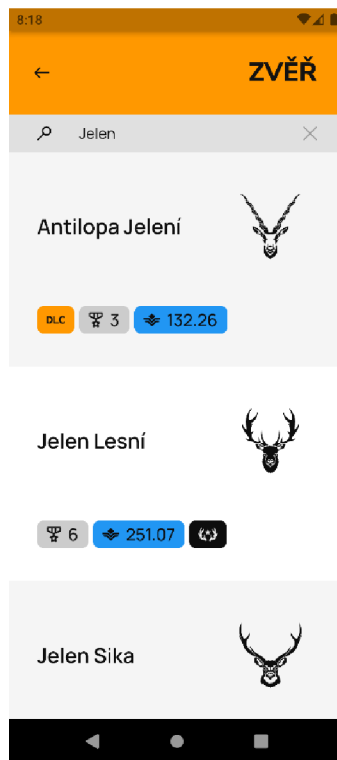 8:18
ZVĚŘ
Jelen
Antilopa Jelení
DLC 3 132.26
Jelen Lesní
6 251.07
Jelen Sika